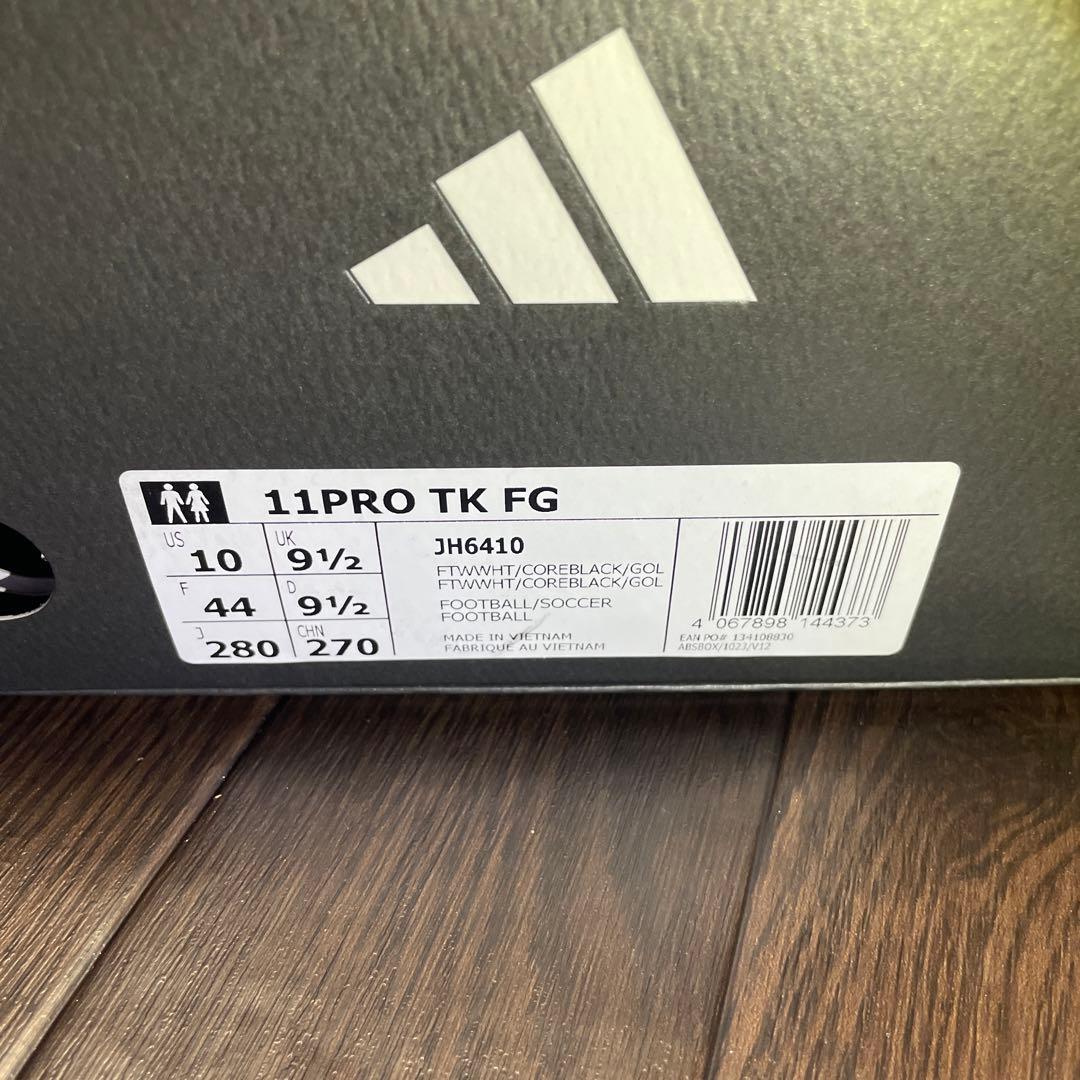 11PRO TK FG
US 10 UK 9½
F 44 D 9½
J 280 CHN 270
JH6410
FTWWHT/COREBLACK/GOL
FTWWHT/COREBLACK/GOL
FOOTBALL/SOCCER
FOOTBALL
MADE IN VIETNAM
FABRIQUÉ AU VIETNAM
4 067898 144373
EAN PO# 134108830
ABSBOX/1023/V12